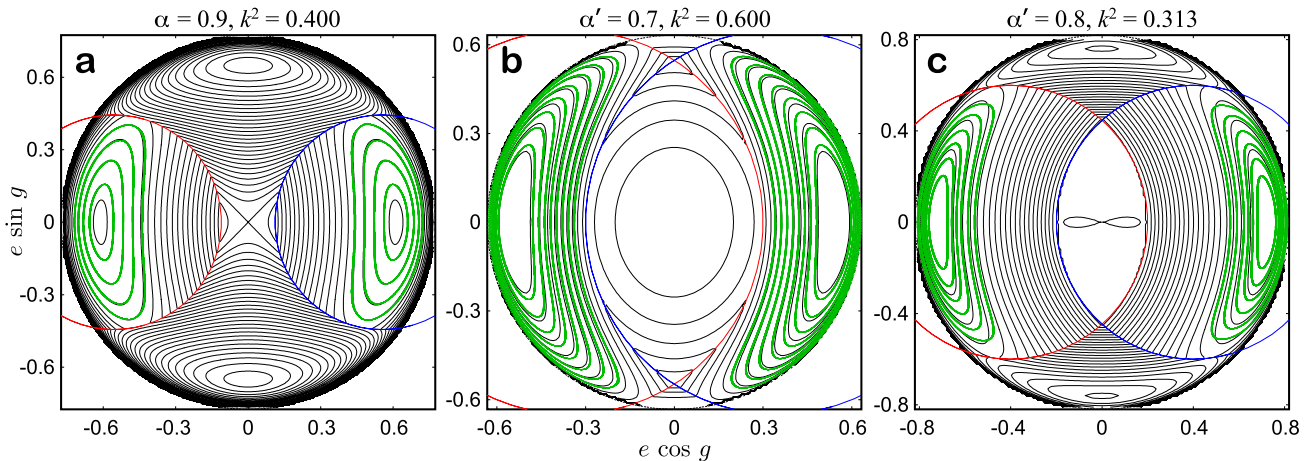 α = 0.9, k² = 0.400
α′ = 0.7, k² = 0.600
α′ = 0.8, k² = 0.313
a
b
c
e sin g
0.6
0.3
0
-0.3
-0.6
-0.6 -0.3 0 0.3 0.6
0.6
0.3
0
-0.3
-0.6
-0.6 -0.3 0 0.3 0.6
0.8
0.4
0
-0.4
-0.8
-0.8 -0.4 0 0.4 0.8
e cos g